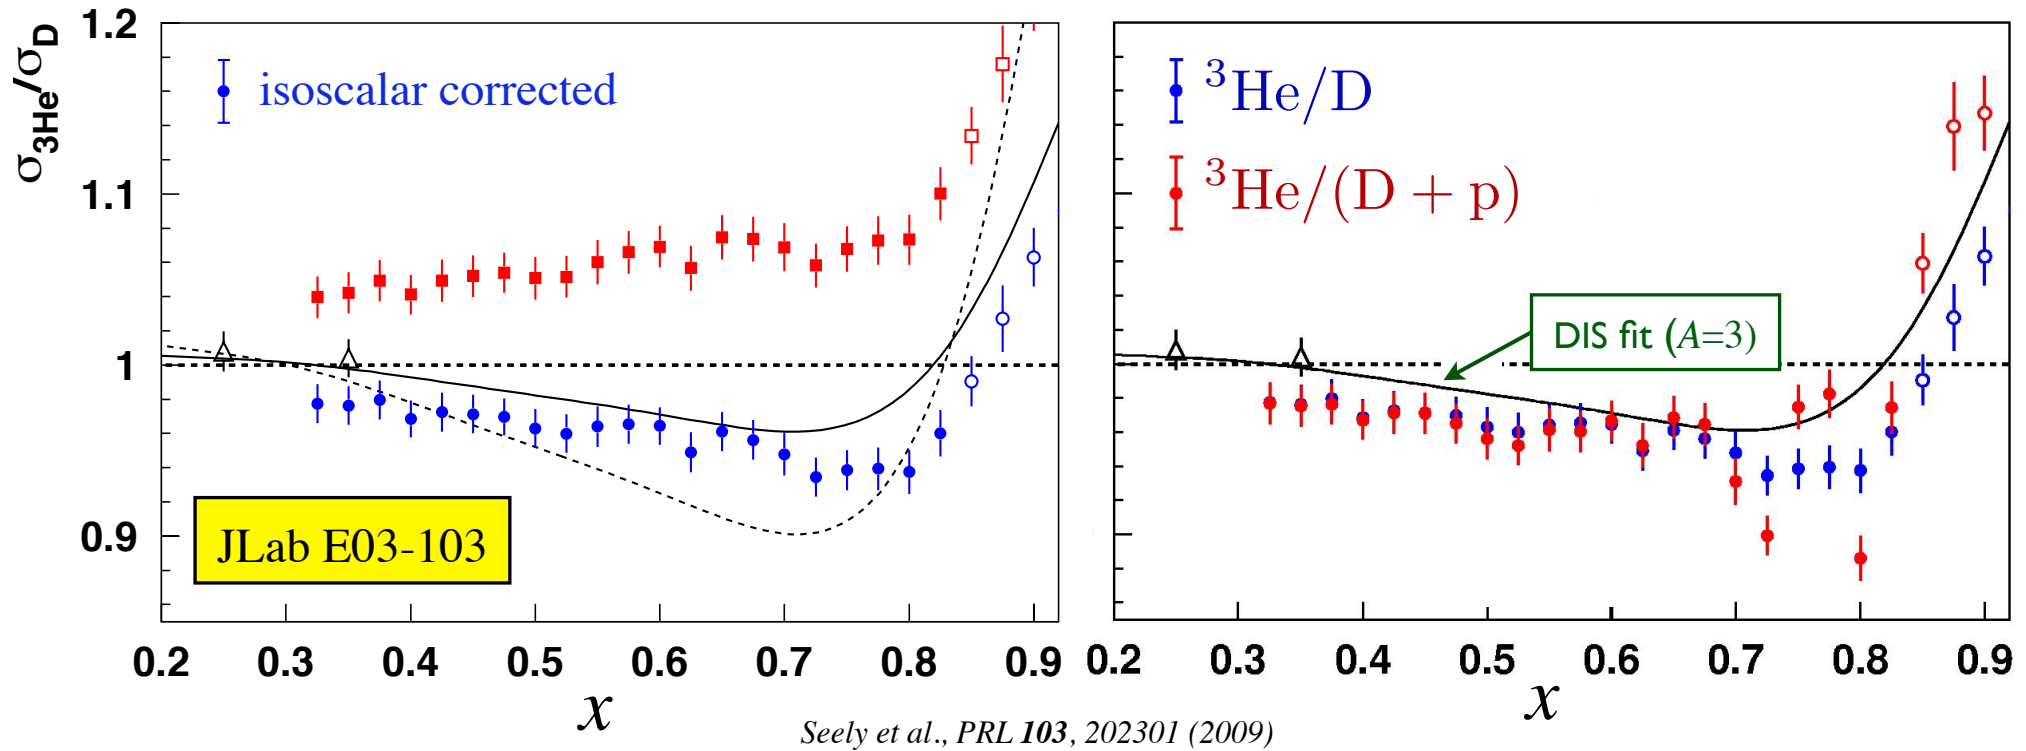 σ3He/σD
1.2
1.1
1
0.9
isoscalar corrected
JLab E03-103
0.2 0.3 0.4 0.5 0.6 0.7 0.8 0.9
x
3He/D
3He/(D + p)
DIS fit (A=3)
0.2 0.3 0.4 0.5 0.6 0.7 0.8 0.9
x
Seely et al., PRL 103, 202301 (2009)